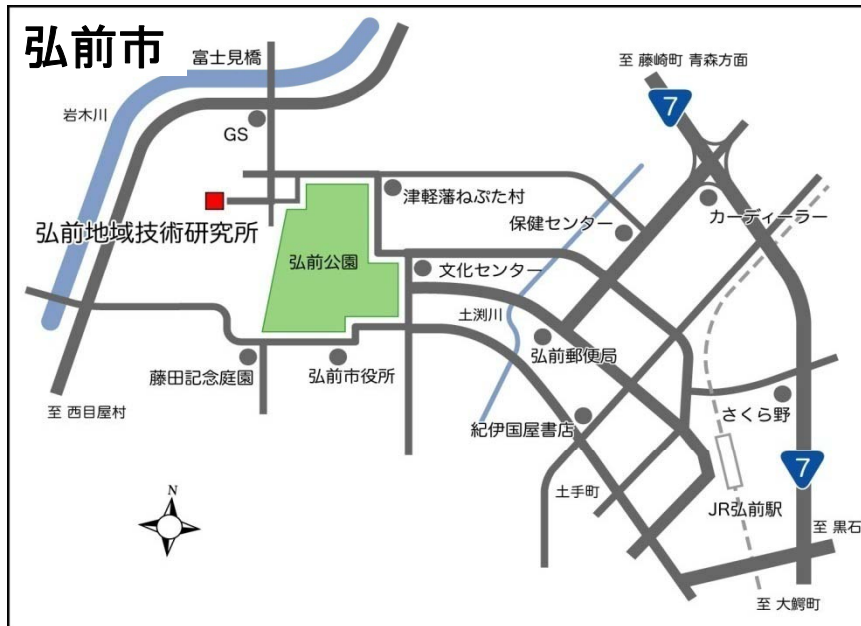 弘前市
富士見橋
至 藤崎町 青森方面
7
岩木川
GS
津軽藩ねぷた村
カーディーラー
保健センター
弘前地域技術研究所
弘前公園
文化センター
土渕川
弘前郵便局
藤田記念庭園
弘前市役所
至 西目屋村
さくら野
紀伊国屋書店
7
土手町
N
JR弘前駅
至 黒石
至 大鰐町